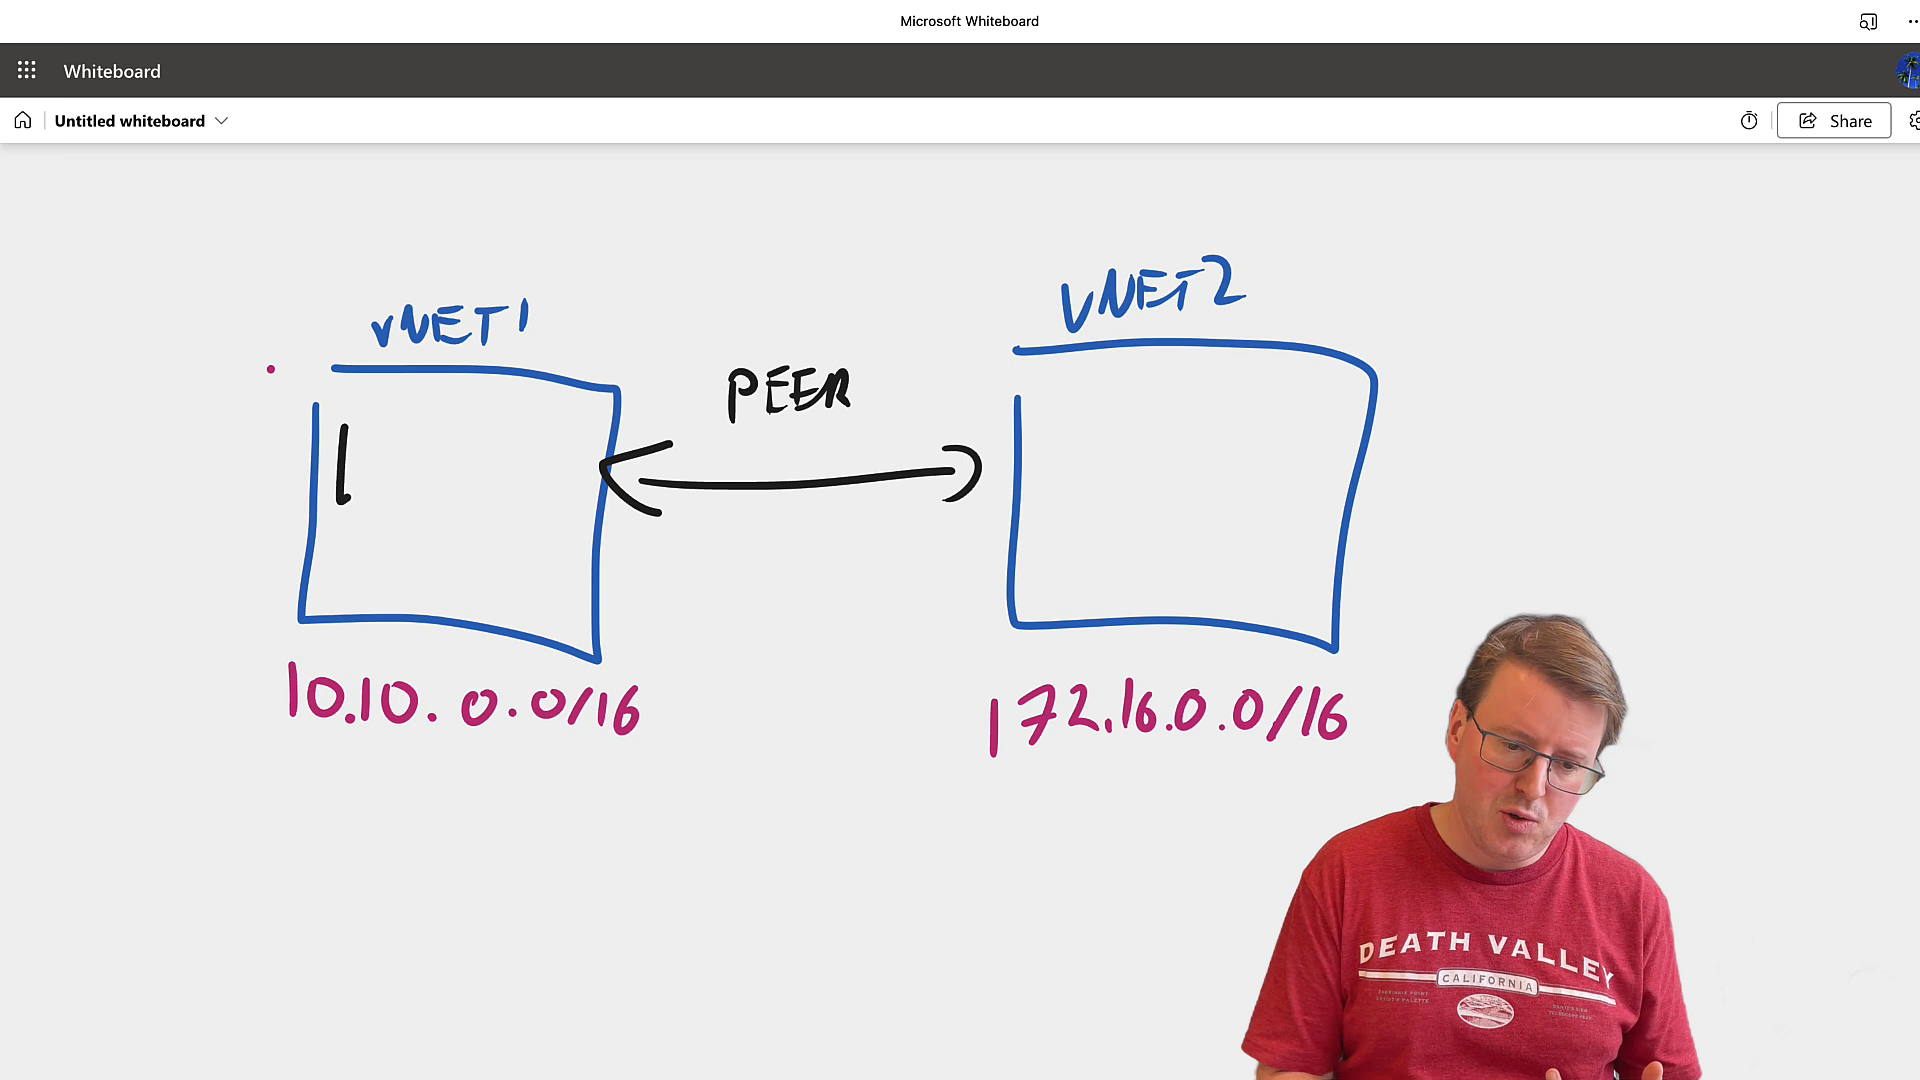 Microsoft Whiteboard
Whiteboard
Untitled whiteboard
Share
vNET1
VNET2
PEER
10.10.0.0/16
172.16.0.0/16
DEATH VALLEY
CALIFORNIA